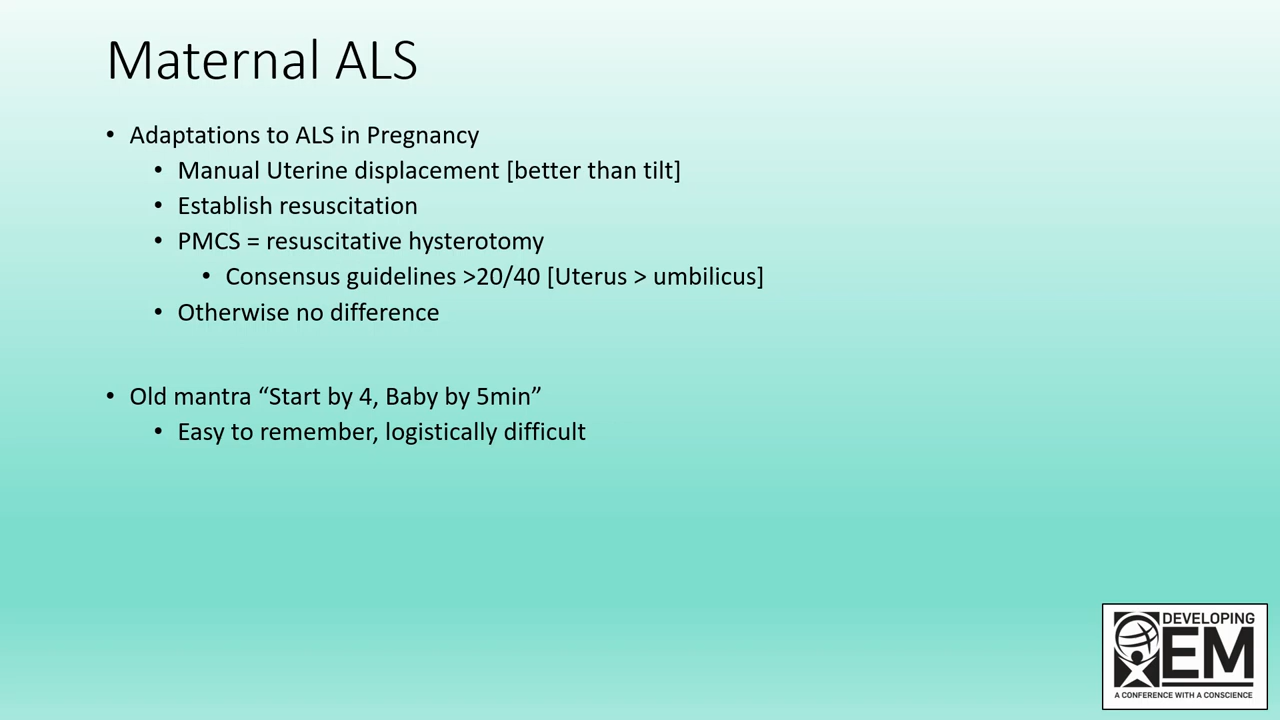 Maternal ALS
• Adaptations to ALS in Pregnancy
• Manual Uterine displacement [better than tilt]
• Establish resuscitation
• PMCS = resuscitative hysterotomy
• Consensus guidelines >20/40 [Uterus > umbilicus]
• Otherwise no difference
• Old mantra “Start by 4, Baby by 5min”
• Easy to remember, logistically difficult
DEVELOPING
EM
A CONFERENCE WITH A CONSCIENCE